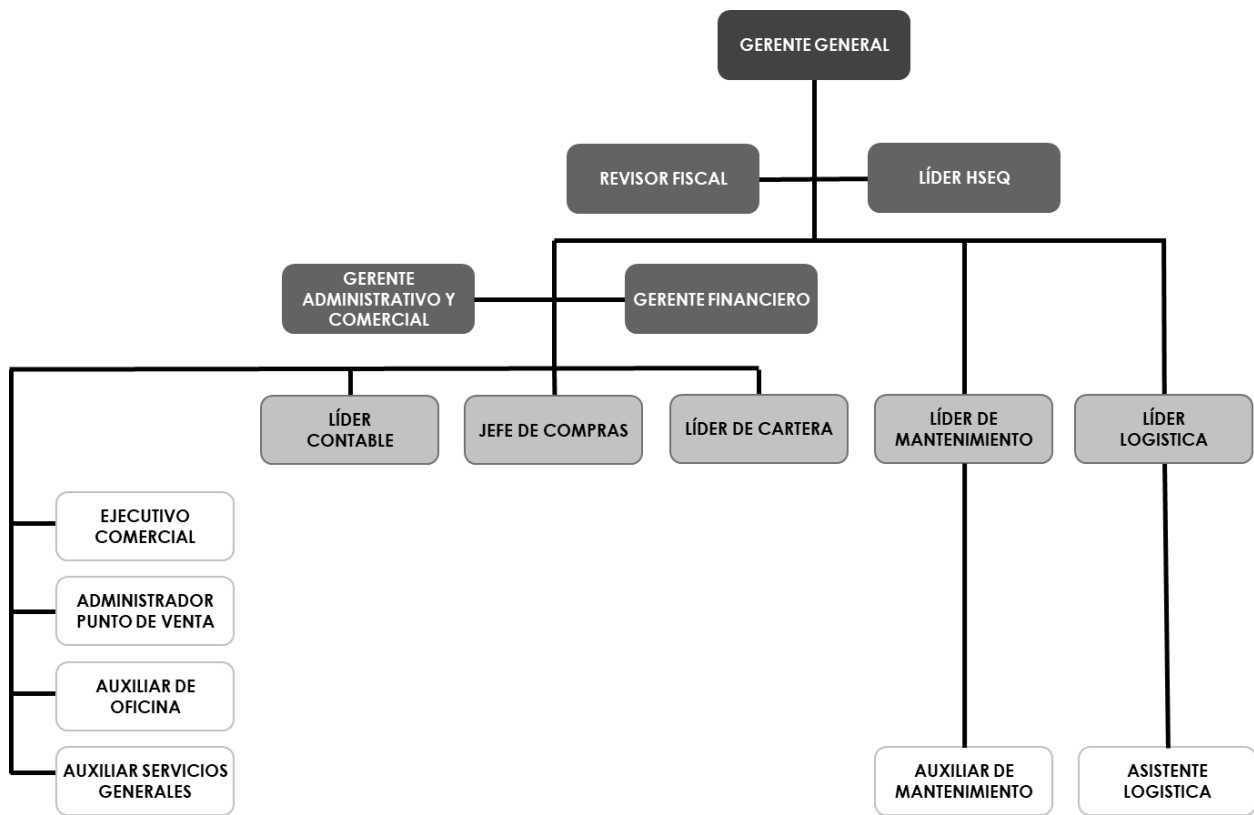 GERENTE GENERAL
REVISOR FISCAL
LÍDER HSEQ
GERENTE
ADMINISTRATIVO Y
COMERCIAL
GERENTE FINANCIERO
LÍDER
CONTABLE
JEFE DE COMPRAS
LÍDER DE CARTERA
LÍDER DE
MANTENIMIENTO
LÍDER
LOGISTICA
EJECUTIVO
COMERCIAL
ADMINISTRADOR
PUNTO DE VENTA
AUXILIAR DE
OFICINA
AUXILIAR SERVICIOS
GENERALES
AUXILIAR DE
MANTENIMIENTO
ASISTENTE
LOGISTICA